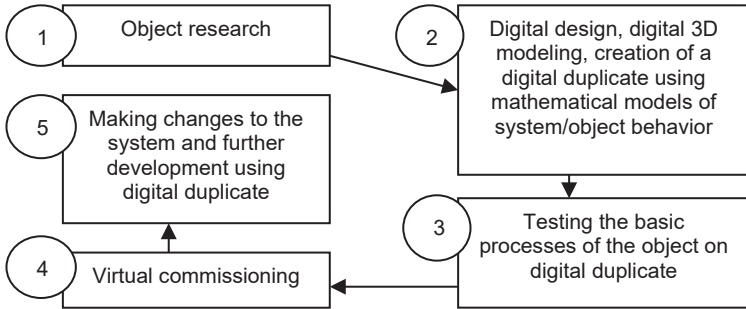 1
Object research
2
Digital design, digital 3D
modeling, creation of a
digital duplicate using
mathematical models of
system/object behavior
3
Testing the basic
processes of the object on
digital duplicate
4
Virtual commissioning
5
Making changes to the
system and further
development using
digital duplicate